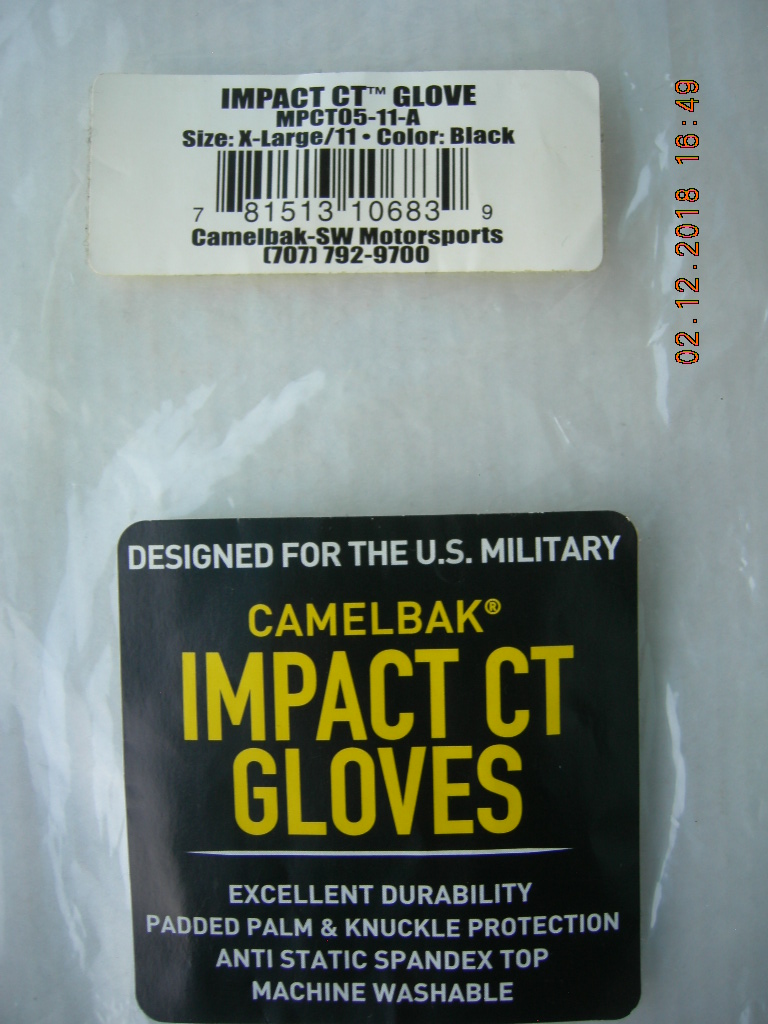 IMPACT CT™ GLOVE
MPCT05-11-A
Size: X-Large/11 • Color: Black
7 81513 10683 9
Camelbak-SW Motorsports
(707) 792-9700
02.12.2018 16:49
DESIGNED FOR THE U.S. MILITARY
CAMELBAK®
IMPACT CT
GLOVES
EXCELLENT DURABILITY
PADDED PALM & KNUCKLE PROTECTION
ANTI STATIC SPANDEX TOP
MACHINE WASHABLE